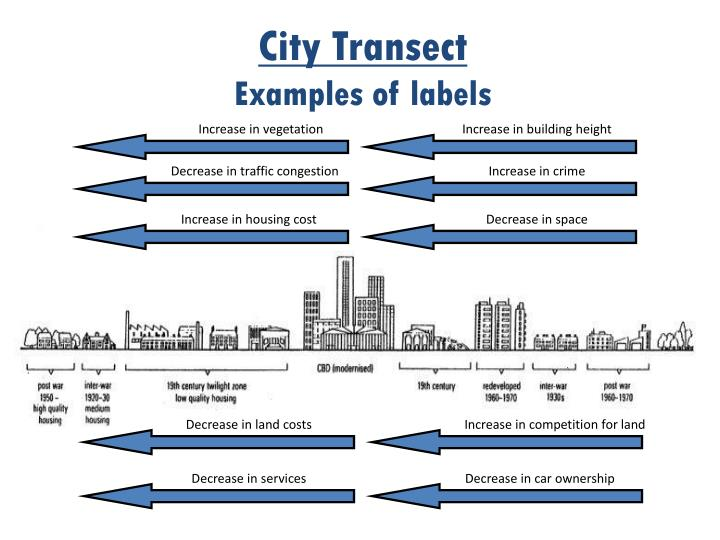 City Transect
Examples of labels
Increase in vegetation
Increase in building height
Decrease in traffic congestion
Increase in crime
Increase in housing cost
Decrease in space
CBD (modernised)
post war
1950 -
high quality
housing
inter-war
1920-30
medium
housing
19th century twilight zone
low quality housing
19th century
redeveloped
1960-1970
inter-war
1930s
post war
1960-1970
Decrease in land costs
Increase in competition for land
Decrease in services
Decrease in car ownership